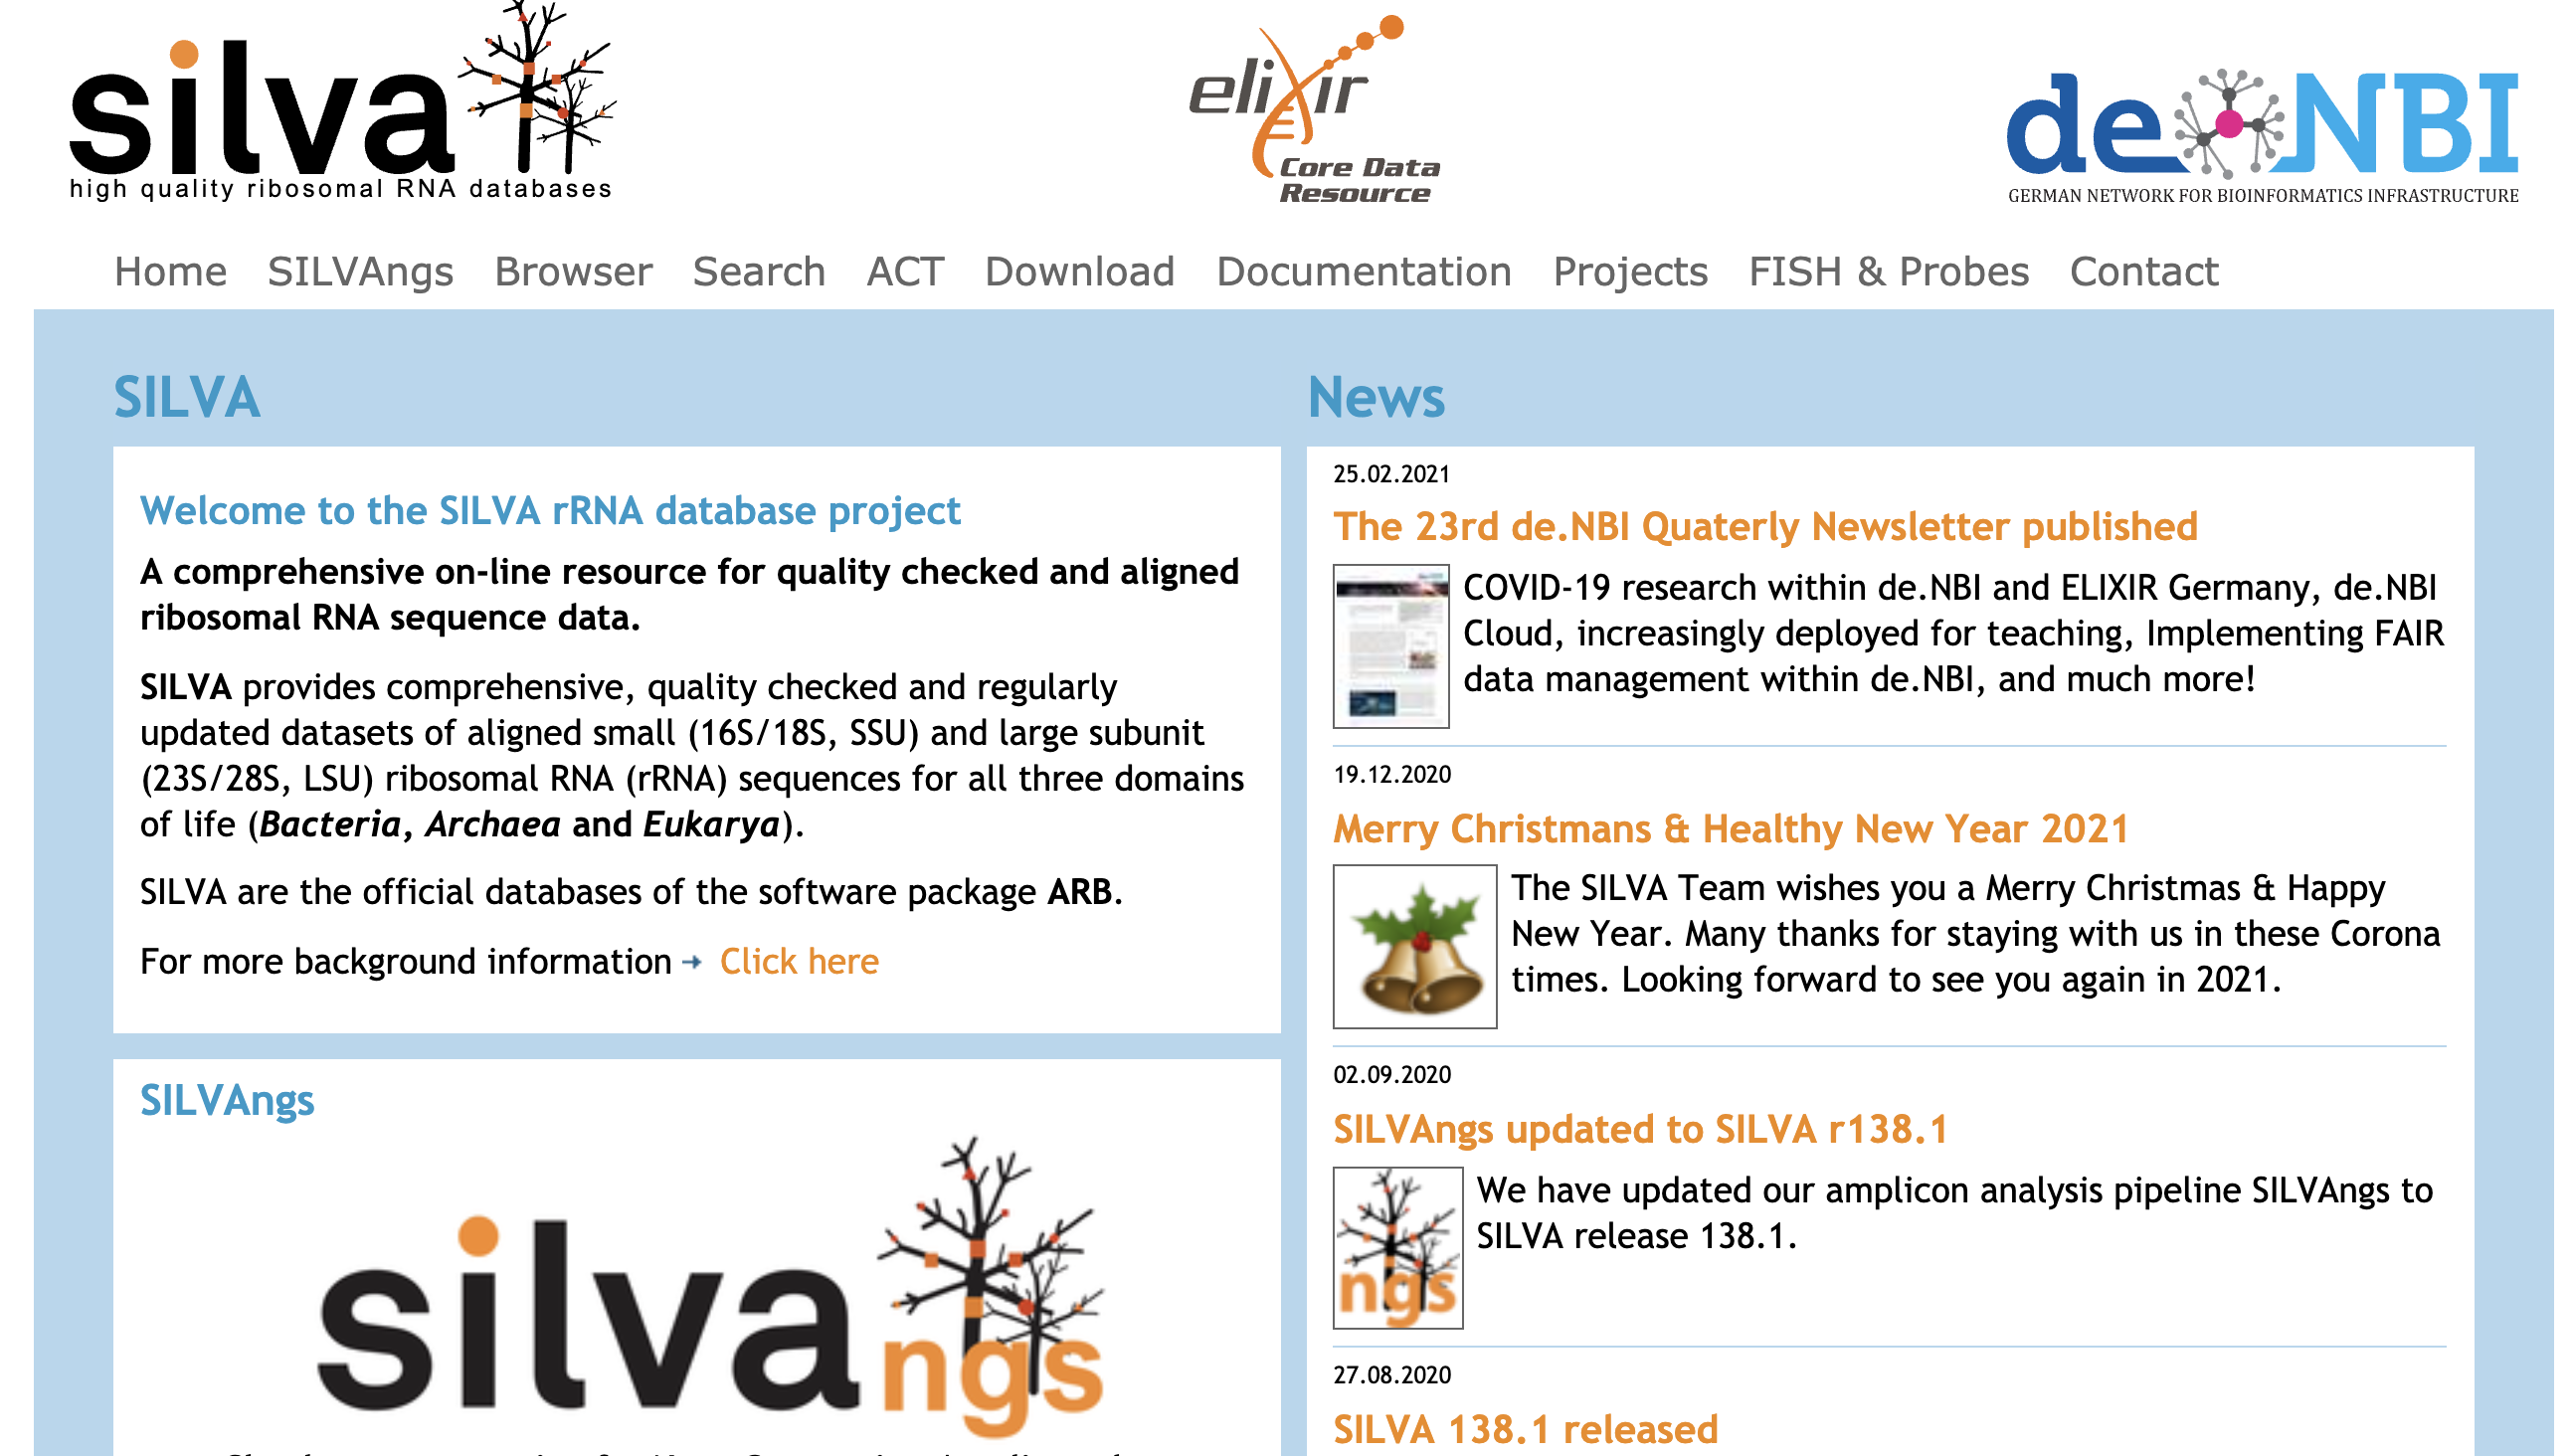 silva
high quality ribosomal RNA databases
elixir
Core Data
Resource
de NBI
GERMAN NETWORK FOR BIOINFORMATICS INFRASTRUCTURE
Home SILVAngs Browser Search ACT Download Documentation Projects FISH & Probes Contact
SILVA
Welcome to the SILVA rRNA database project
A comprehensive on-line resource for quality checked and aligned
ribosomal RNA sequence data.
SILVA provides comprehensive, quality checked and regularly
updated datasets of aligned small (16S/18S, SSU) and large subunit
(23S/28S, LSU) ribosomal RNA (rRNA) sequences for all three domains
of life (Bacteria, Archaea and Eukarya).
SILVA are the official databases of the software package ARB.
For more background information → Click here
SILVAngs
silva
ngs
News
25.02.2021
The 23rd de.NBI Quaterly Newsletter published
COVID-19 research within de.NBI and ELIXIR Germany, de.NBI
Cloud, increasingly deployed for teaching, Implementing FAIR
data management within de.NBI, and much more!
19.12.2020
Merry Christmans & Healthy New Year 2021
The SILVA Team wishes you a Merry Christmas & Happy
New Year. Many thanks for staying with us in these Corona
times. Looking forward to see you again in 2021.
02.09.2020
SILVAngs updated to SILVA r138.1
ngs
We have updated our amplicon analysis pipeline SILVAngs to
SILVA release 138.1.
27.08.2020
SILVA 138.1 released